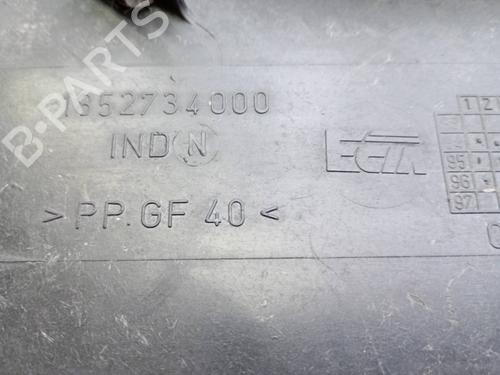 1352734000
IND N
> PP.GF 40 <
1 2
95
96
97
B-PARTS